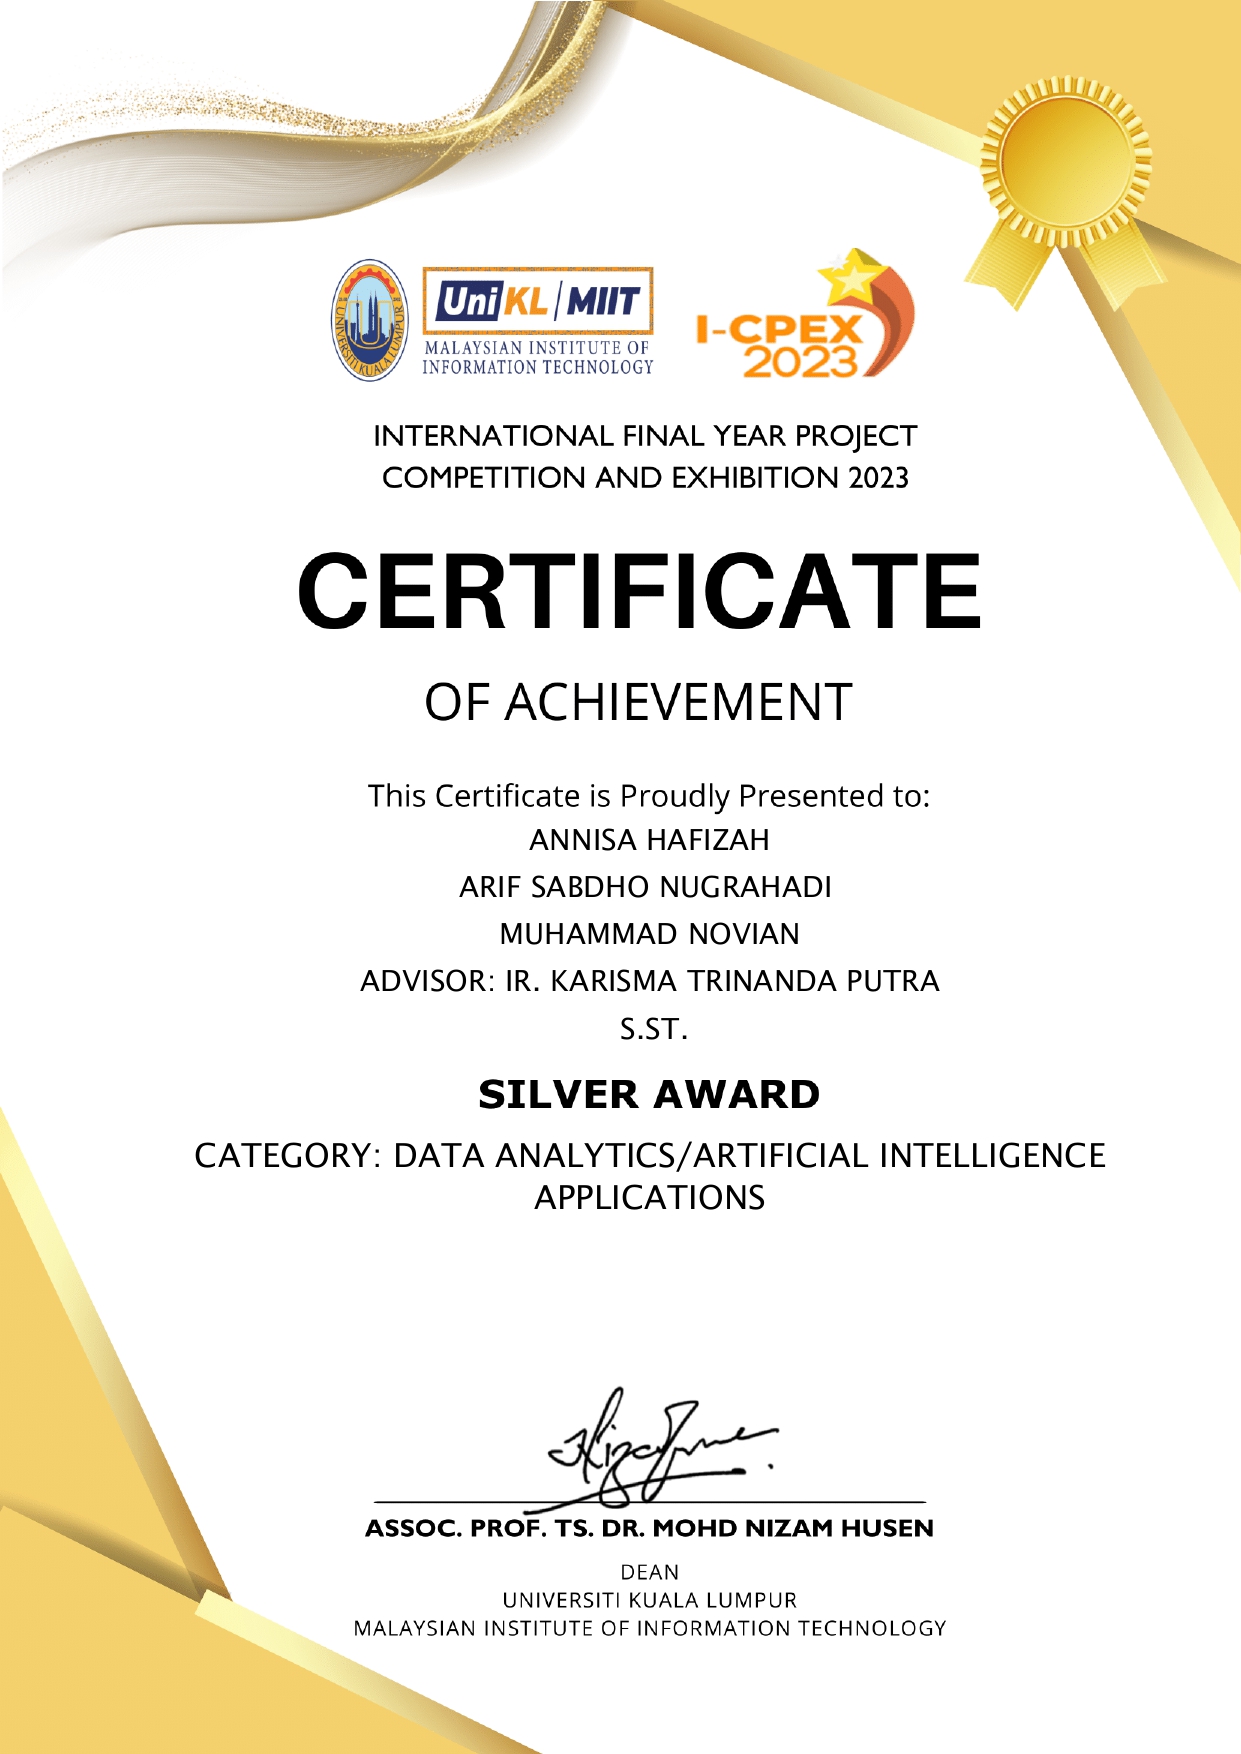 UNIVERSITI KUALA LUMPUR
UniKL | MIIT
MALAYSIAN INSTITUTE OF
INFORMATION TECHNOLOGY
I-CPEX
2023
INTERNATIONAL FINAL YEAR PROJECT
COMPETITION AND EXHIBITION 2023
CERTIFICATE
OF ACHIEVEMENT
This Certificate is Proudly Presented to:
ANNISA HAFIZAH
ARIF SABDHO NUGRAHADI
MUHAMMAD NOVIAN
ADVISOR: IR. KARISMA TRINANDA PUTRA
S.ST.
SILVER AWARD
CATEGORY: DATA ANALYTICS/ARTIFICIAL INTELLIGENCE
APPLICATIONS
ASSOC. PROF. TS. DR. MOHD NIZAM HUSEN
DEAN
UNIVERSITI KUALA LUMPUR
MALAYSIAN INSTITUTE OF INFORMATION TECHNOLOGY